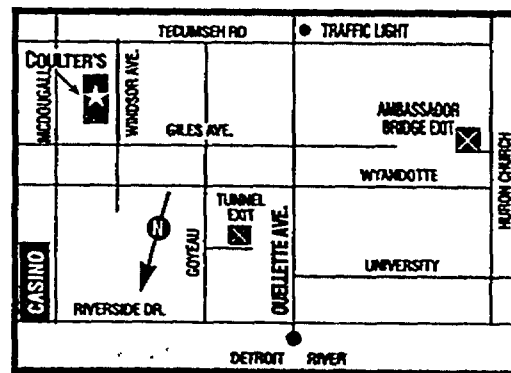 TECUMSEH RD
TRAFFIC LIGHT
COULTER'S
MCDOUGALL
WINDSOR AVE.
GILES AVE.
AMBASSADOR
BRIDGE EXIT
HURON CHURCH
WYANDOTTE
TUNNEL
EXIT
N
GOYEAU
OUELLETTE AVE.
UNIVERSITY
CASINO
RIVERSIDE DR.
DETROIT RIVER